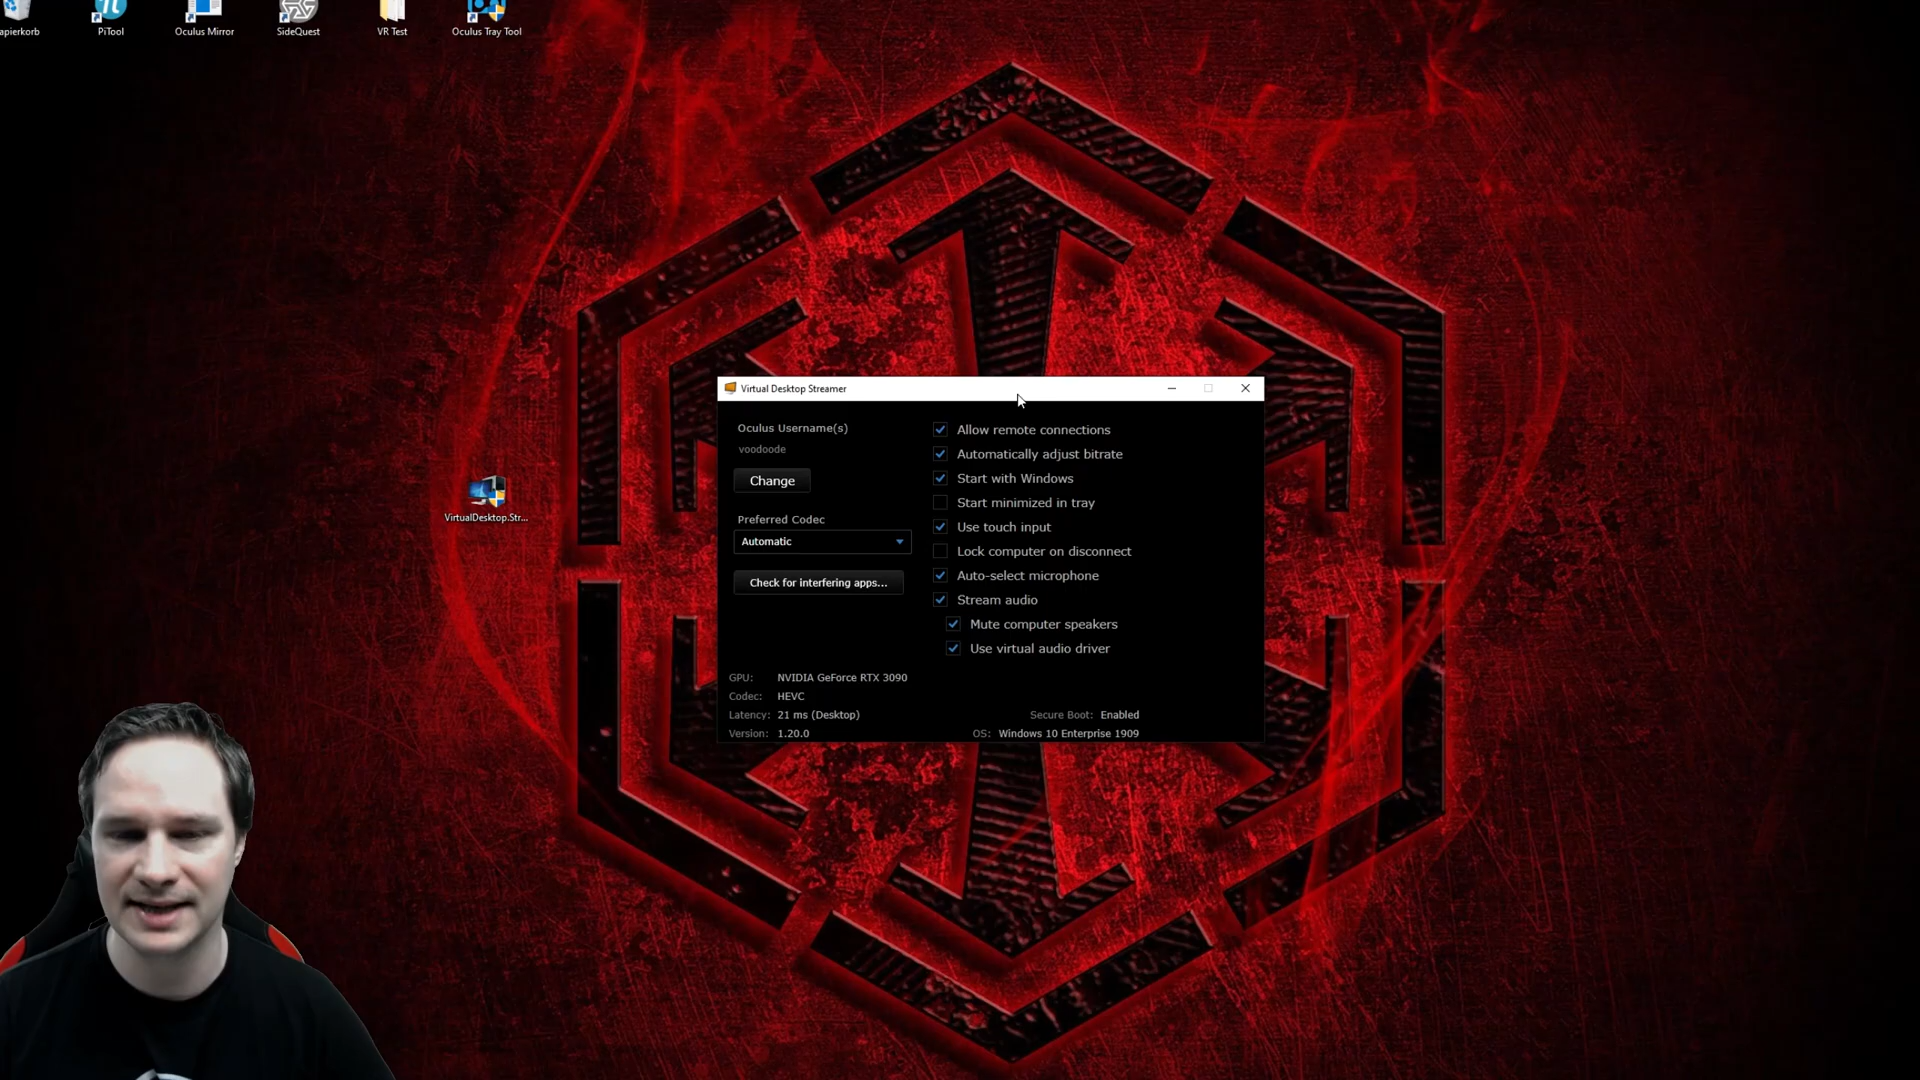 apierkorb
PiTool
Oculus Mirror
SideQuest
VR Test
Oculus Tray Tool
VirtualDesktop.Str...
Virtual Desktop Streamer
Oculus Username(s)
voodoode
Change
Preferred Codec
Automatic
Check for interfering apps...
Allow remote connections
Automatically adjust bitrate
Start with Windows
Start minimized in tray
Use touch input
Lock computer on disconnect
Auto-select microphone
Stream audio
Mute computer speakers
Use virtual audio driver
GPU: NVIDIA GeForce RTX 3090
Codec: HEVC
Latency: 21 ms (Desktop)
Secure Boot: Enabled
Version: 1.20.0
OS: Windows 10 Enterprise 1909